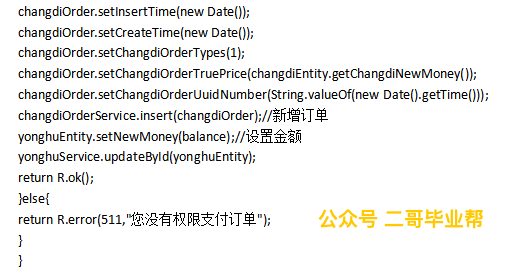 changdiOrder.setInsertTime(new Date());
changdiOrder.setCreateTime(new Date());
changdiOrder.setChangdiOrderTypes(1);
changdiOrder.setChangdiOrderTruePrice(changdiEntity.getChangdiNewMoney());
changdiOrder.setChangdiOrderUuidNumber(String.valueOf(new Date().getTime()));
changdiOrderService.insert(changdiOrder);//新增订单
yonghuEntity.setNewMoney(balance);//设置金额
yonghuService.updateById(yonghuEntity);
return R.ok();
}else{
return R.error(511,"您没有权限支付订单");
公众号 二哥毕业帮
}
}